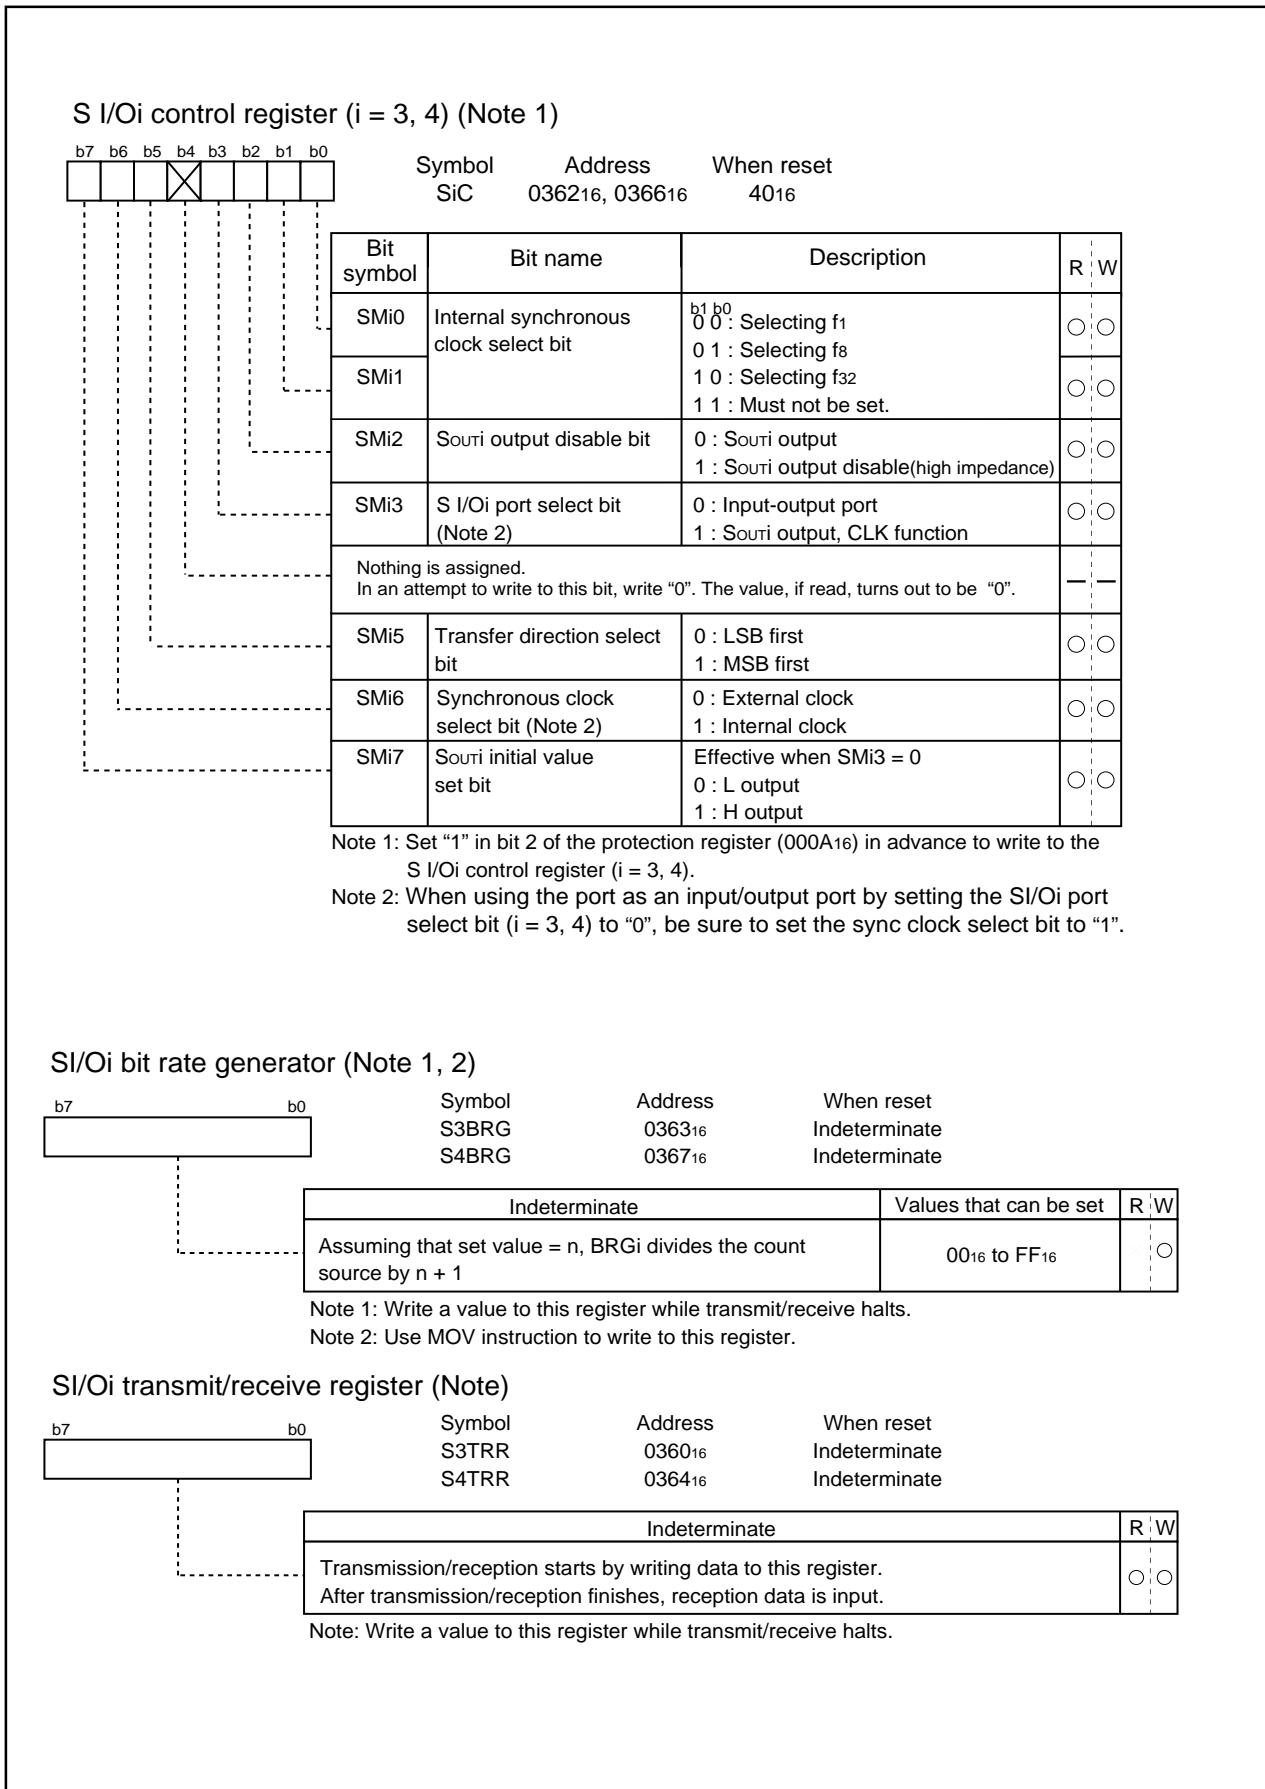 S I/Oi control register (i = 3, 4) (Note 1)
b7 b6 b5 b4 b3 b2 b1 b0
Symbol Address When reset
SiC 036216, 036616 4016
Bit symbol Bit name Description R W
SMi0 Internal synchronous clock select bit
b1 b0
0 0 : Selecting f1
0 1 : Selecting f8
SMi1
1 0 : Selecting f32
1 1 : Must not be set.
SMi2 SOUTi output disable bit 0 : SOUTi output
1 : SOUTi output disable(high impedance)
SMi3 S I/Oi port select bit 0 : Input-output port
(Note 2) 1 : SOUTi output, CLK function
Nothing is assigned.
In an attempt to write to this bit, write “0”. The value, if read, turns out to be “0”.
SMi5 Transfer direction select 0 : LSB first
bit 1 : MSB first
SMi6 Synchronous clock 0 : External clock
select bit (Note 2) 1 : Internal clock
SMi7 SOUTi initial value Effective when SMi3 = 0
set bit 0 : L output
1 : H output
Note 1: Set “1” in bit 2 of the protection register (000A16) in advance to write to the
S I/Oi control register (i = 3, 4).
Note 2: When using the port as an input/output port by setting the SI/Oi port
select bit (i = 3, 4) to “0”, be sure to set the sync clock select bit to “1”.
SI/Oi bit rate generator (Note 1, 2)
b7 b0
Symbol Address When reset
S3BRG 036316 Indeterminate
S4BRG 036716 Indeterminate
Indeterminate Values that can be set R W
Assuming that set value = n, BRGi divides the count
source by n + 1
0016 to FF16
Note 1: Write a value to this register while transmit/receive halts.
Note 2: Use MOV instruction to write to this register.
SI/Oi transmit/receive register (Note)
b7 b0
Symbol Address When reset
S3TRR 036016 Indeterminate
S4TRR 036416 Indeterminate
Indeterminate R W
Transmission/reception starts by writing data to this register.
After transmission/reception finishes, reception data is input.
Note: Write a value to this register while transmit/receive halts.